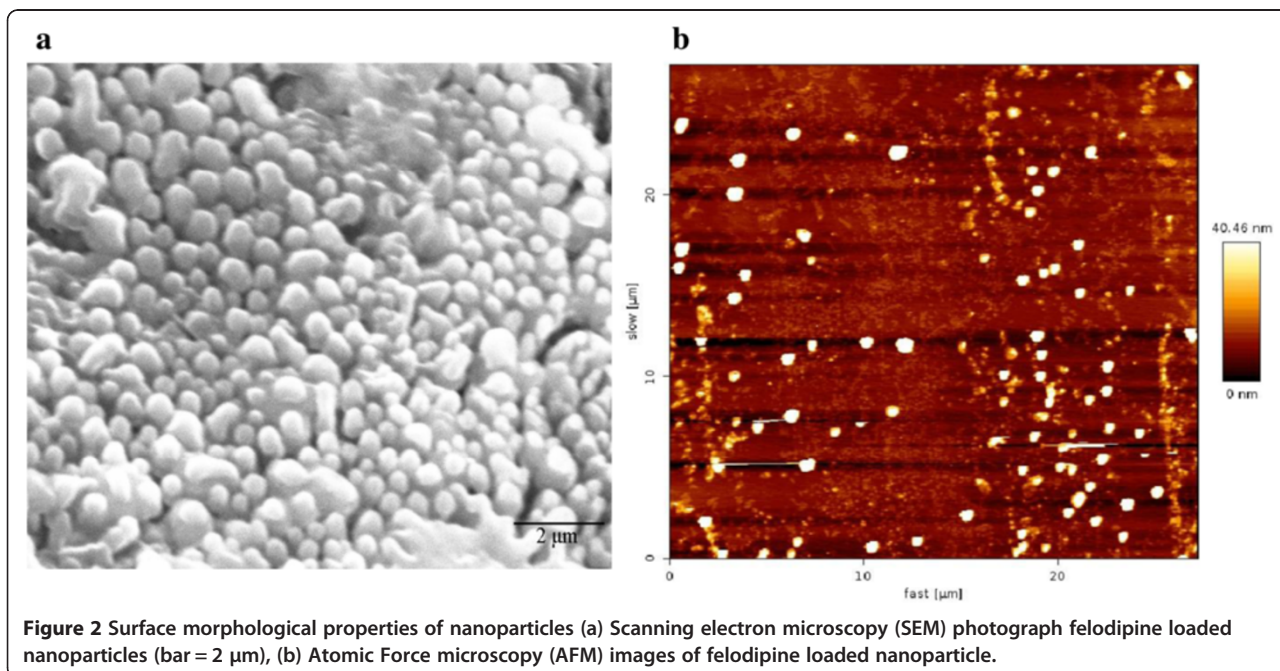 a
b
2 μm
slow [μm]
20
10
0
0
10
20
fast [μm]
40.46 nm
0 nm
Figure 2 Surface morphological properties of nanoparticles (a) Scanning electron microscopy (SEM) photograph felodipine loaded
nanoparticles (bar = 2 μm), (b) Atomic Force microscopy (AFM) images of felodipine loaded nanoparticle.